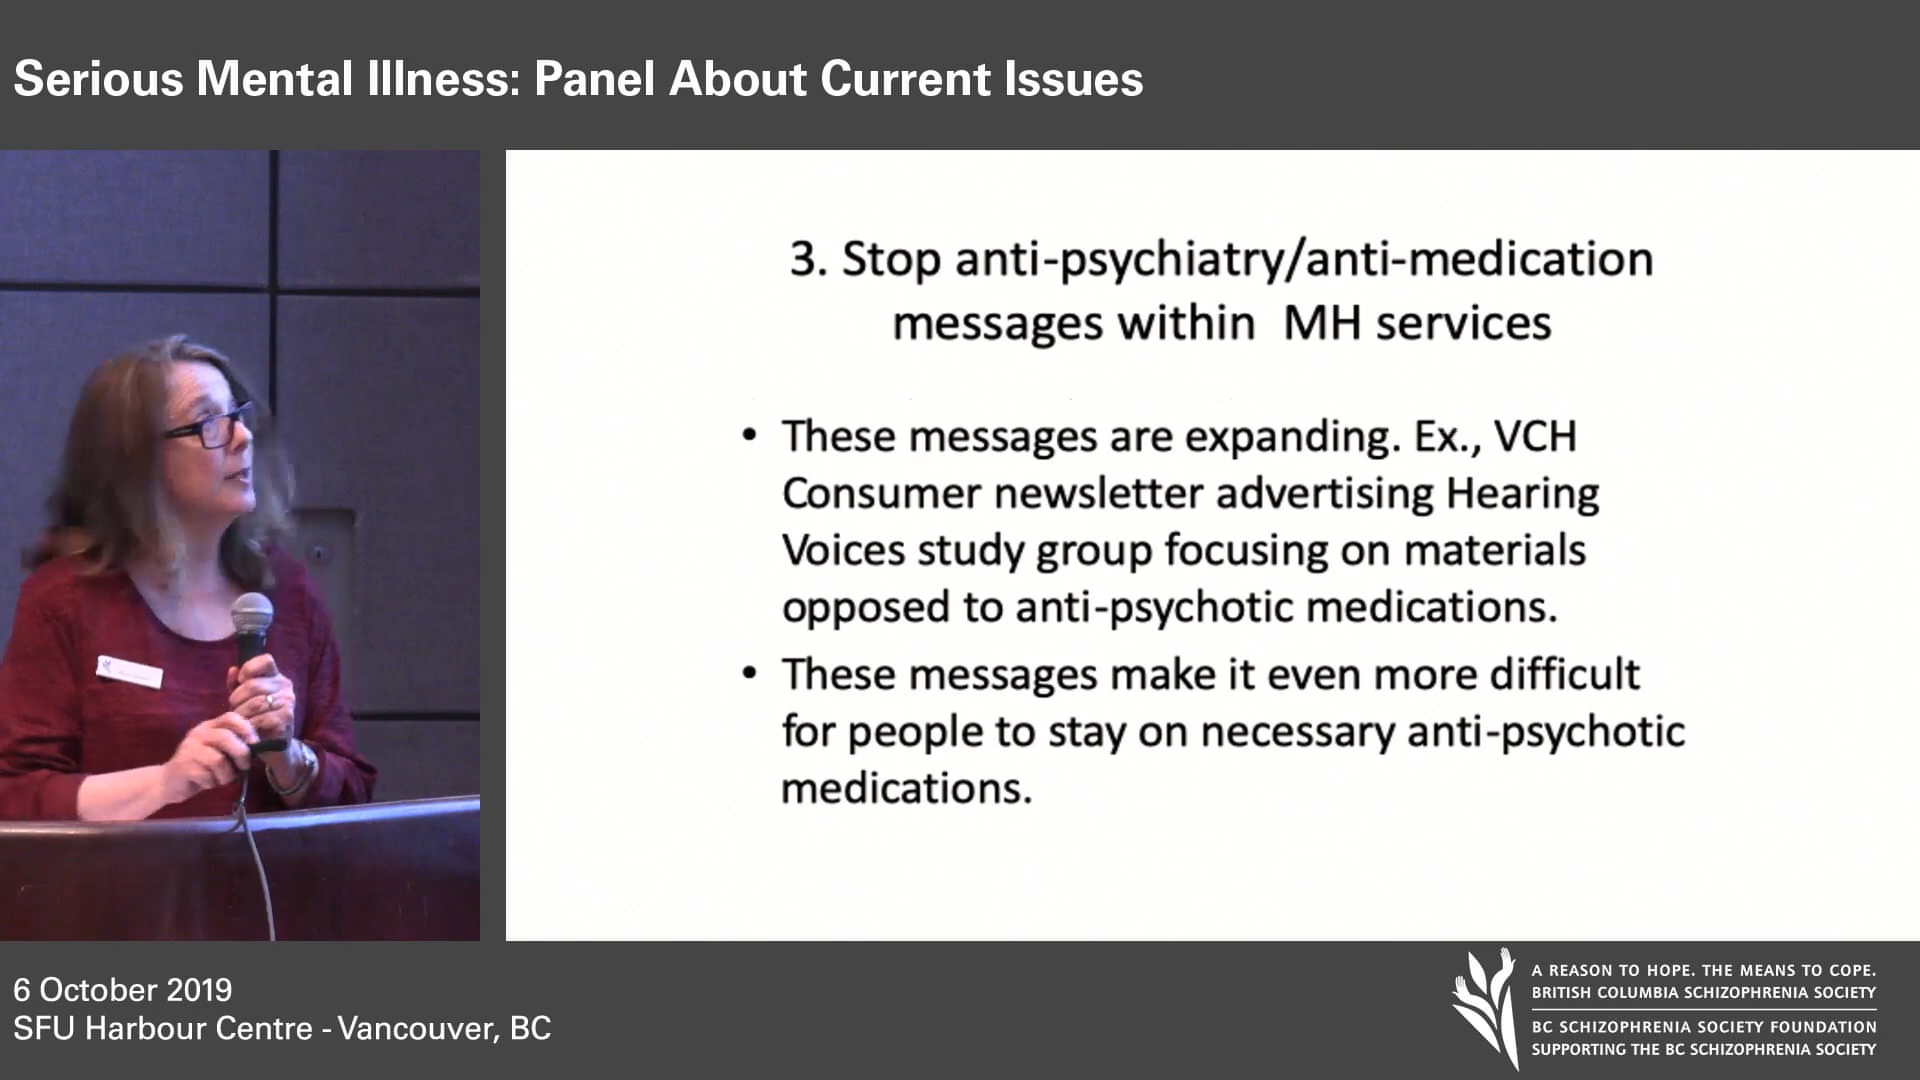 Serious Mental Illness: Panel About Current Issues
3. Stop anti-psychiatry/anti-medication
messages within  MH services
• These messages are expanding. Ex., VCH
Consumer newsletter advertising Hearing
Voices study group focusing on materials
opposed to anti-psychotic medications.
• These messages make it even more difficult
for people to stay on necessary anti-psychotic
medications.
6 October 2019
SFU Harbour Centre - Vancouver, BC
A REASON TO HOPE. THE MEANS TO COPE.
BRITISH COLUMBIA SCHIZOPHRENIA SOCIETY
BC SCHIZOPHRENIA SOCIETY FOUNDATION
SUPPORTING THE BC SCHIZOPHRENIA SOCIETY